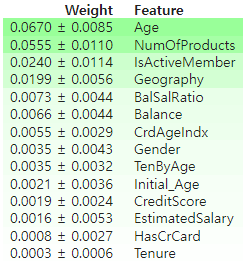 Weight Feature
0.0670 ± 0.0085 Age
0.0555 ± 0.0110 NumOfProducts
0.0240 ± 0.0114 IsActiveMember
0.0199 ± 0.0056 Geography
0.0073 ± 0.0044 BalSalRatio
0.0066 ± 0.0044 Balance
0.0055 ± 0.0029 CrdAgeIndx
0.0035 ± 0.0043 Gender
0.0035 ± 0.0032 TenByAge
0.0021 ± 0.0036 Initial_Age
0.0019 ± 0.0024 CreditScore
0.0016 ± 0.0053 EstimatedSalary
0.0008 ± 0.0027 HasCrCard
0.0003 ± 0.0006 Tenure